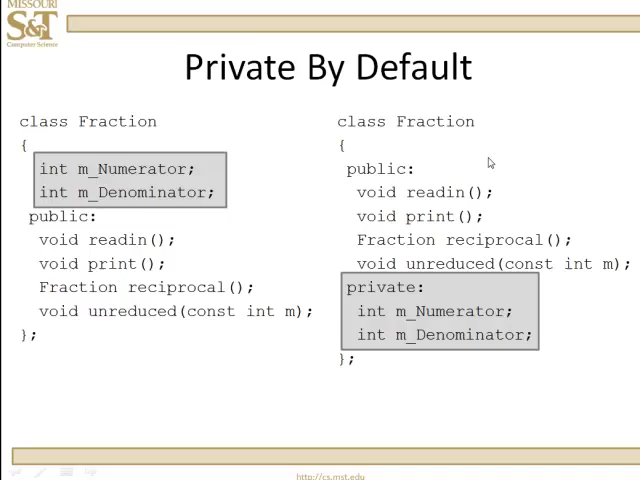 MISSOURI
S&T
Computer Science
Private By Default
class Fraction
{
int m_Numerator;
int m_Denominator;
public:
void readin();
void print();
Fraction reciprocal();
void unreduced(const int m);
};
class Fraction
{
public:
void readin();
void print();
Fraction reciprocal();
void unreduced(const int m);
private:
int m_Numerator;
int m_Denominator;
};
http://cs.mst.edu